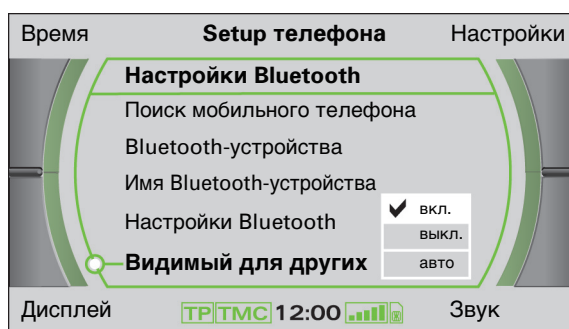 Время Setup телефона Настройки
Настройки Bluetooth
Поиск мобильного телефона
Bluetooth-устройства
Имя Bluetooth-устройства
Настройки Bluetooth
вкл.
выкл.
авто
Видимый для других
Дисплей TP TMC 12:00 Звук